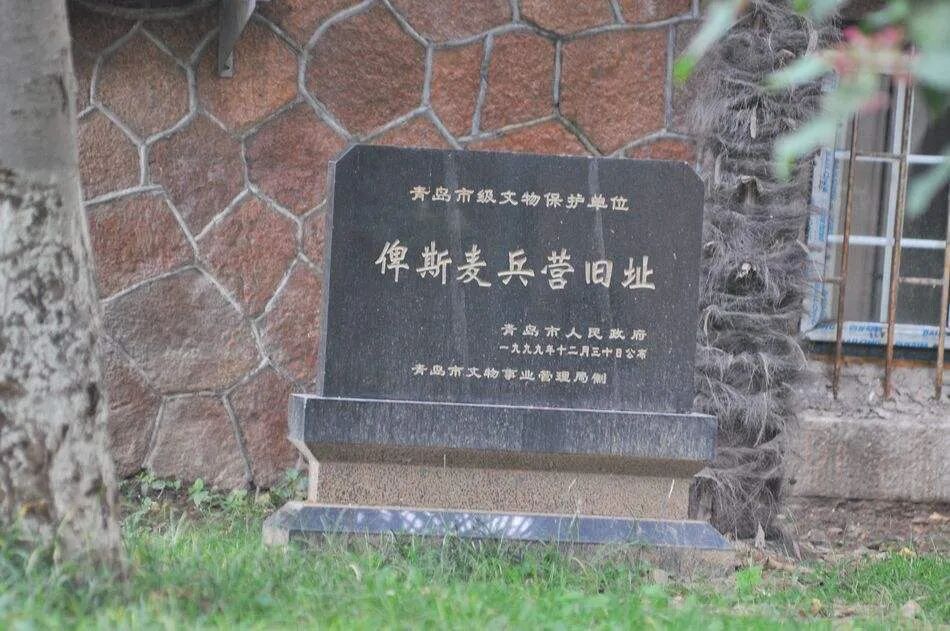 青岛市级文物保护单位
俾斯麦兵营旧址
青岛市人民政府
一九九九年十二月三十日公布
青岛市文物事业管理局制